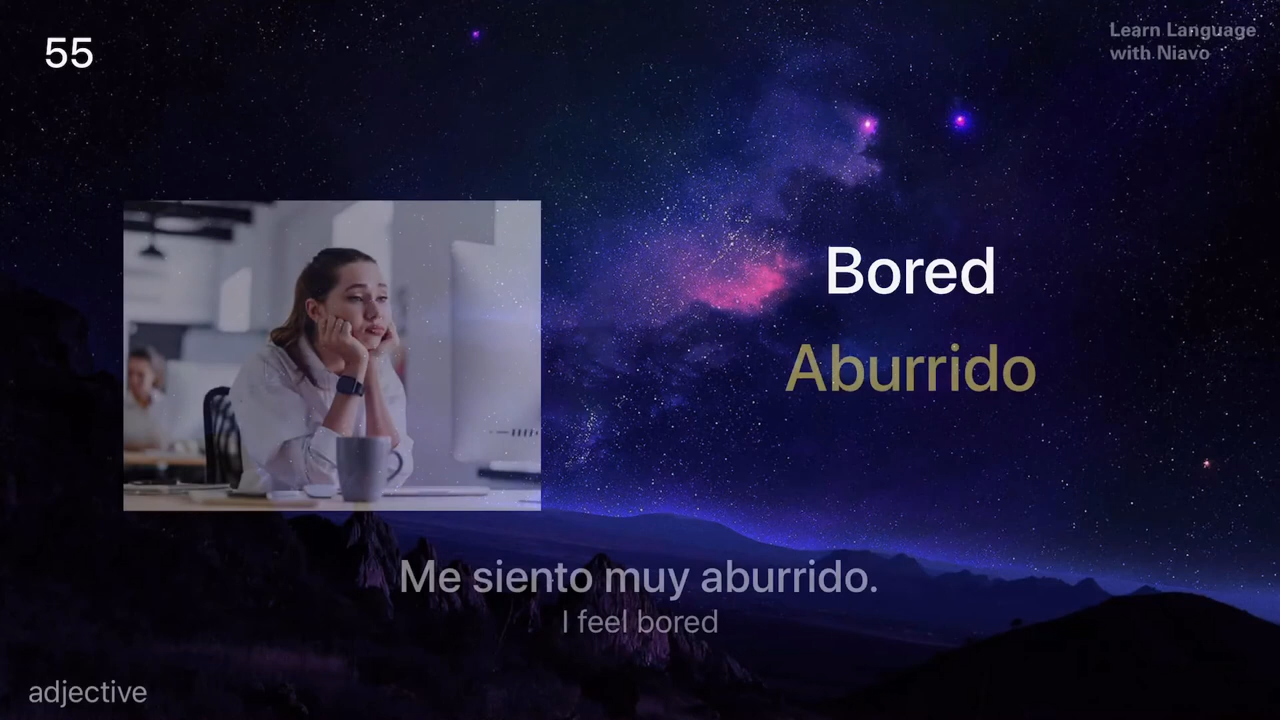 55
Learn Language
with Niavo
Bored
Aburrido
Me siento muy aburrido.
I feel bored
adjective